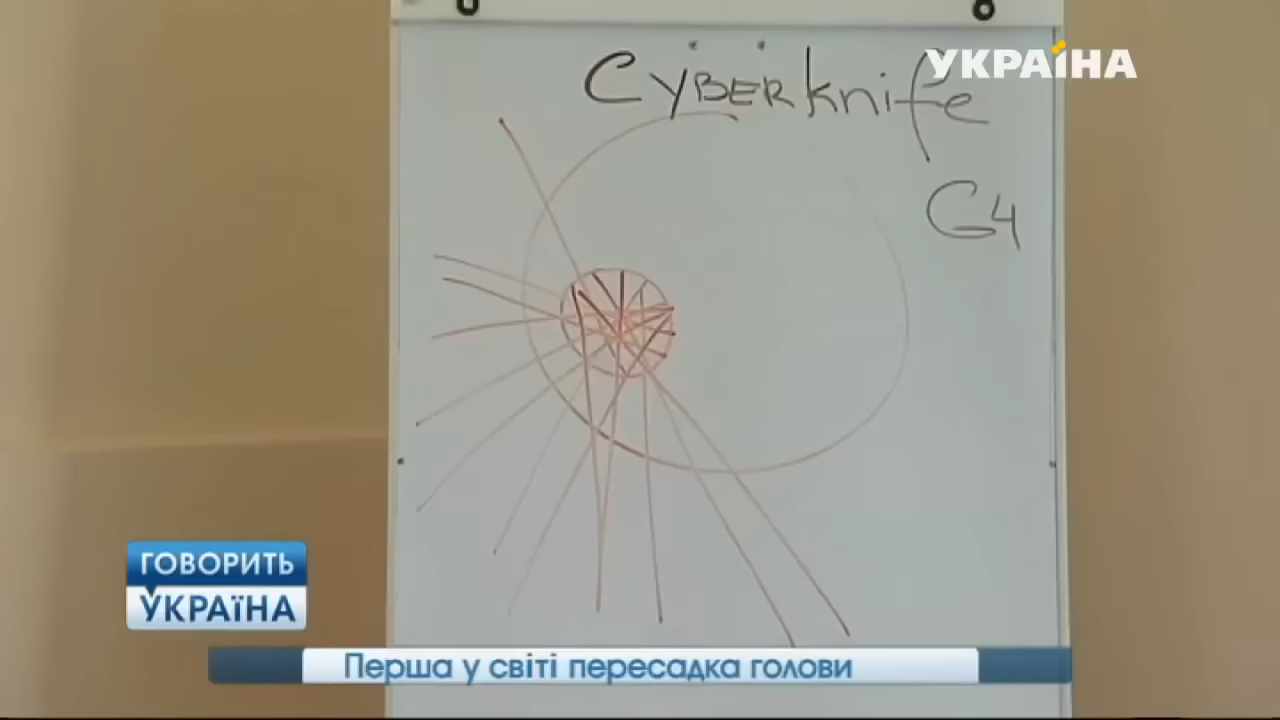 Cyberknife
УКРАЇНА
G4
ГОВОРИТЬ
УКРАЇНА
Перша у світі пересадка голови